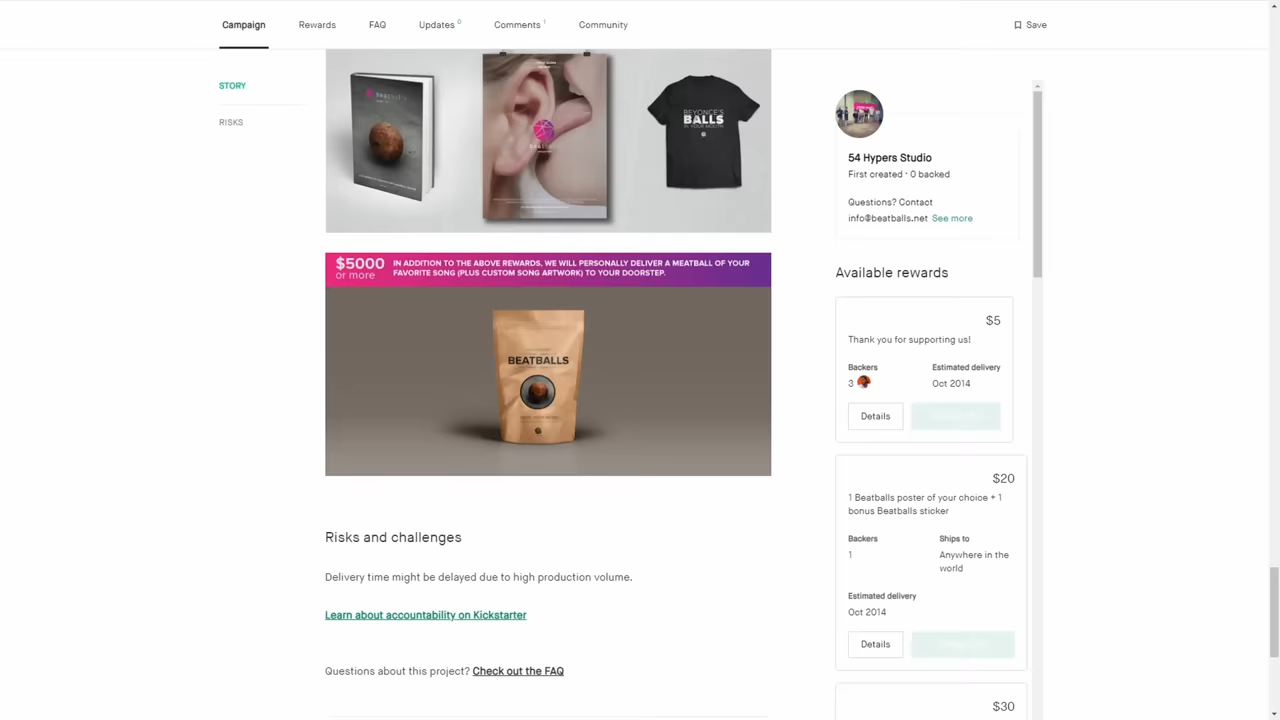 Campaign
Rewards
FAQ
Updates 0
Comments 1
Community
Save
STORY
RISKS
BEYONCE'S
BALLS
IN YOUR MOUTH
$5000
or more
IN ADDITION TO THE ABOVE REWARDS, WE WILL PERSONALLY DELIVER A MEATBALL OF YOUR
FAVORITE SONG (PLUS CUSTOM SONG ARTWORK) TO YOUR DOORSTEP.
BEATBALLS
Risks and challenges
Delivery time might be delayed due to high production volume.
Learn about accountability on Kickstarter
Questions about this project? Check out the FAQ
54 Hypers Studio
First created · 0 backed
Questions? Contact
info@beatballs.net See more
Available rewards
$5
Thank you for supporting us!
Backers
3
Estimated delivery
Oct 2014
Details
$20
1 Beatballs poster of your choice + 1
bonus Beatballs sticker
Backers
1
Ships to
Anywhere in the
world
Estimated delivery
Oct 2014
Details
$30